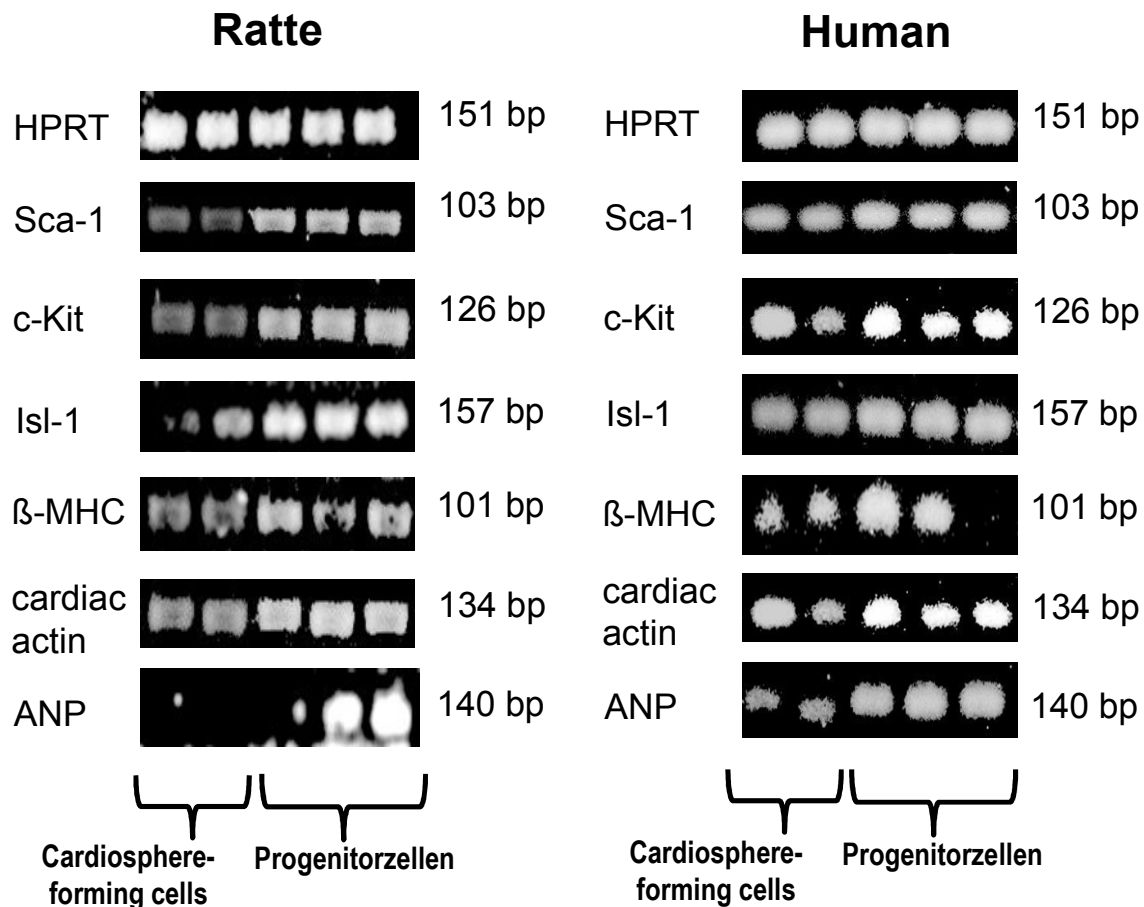 Ratte
HPRT
151 bp
Sca-1
103 bp
c-Kit
126 bp
Isl-1
157 bp
ß-MHC
101 bp
cardiac
actin
134 bp
ANP
140 bp
Cardiosphere-
forming cells
Progenitorzellen
Human
HPRT
151 bp
Sca-1
103 bp
c-Kit
126 bp
Isl-1
157 bp
ß-MHC
101 bp
cardiac
actin
134 bp
ANP
140 bp
Cardiosphere-
forming cells
Progenitorzellen